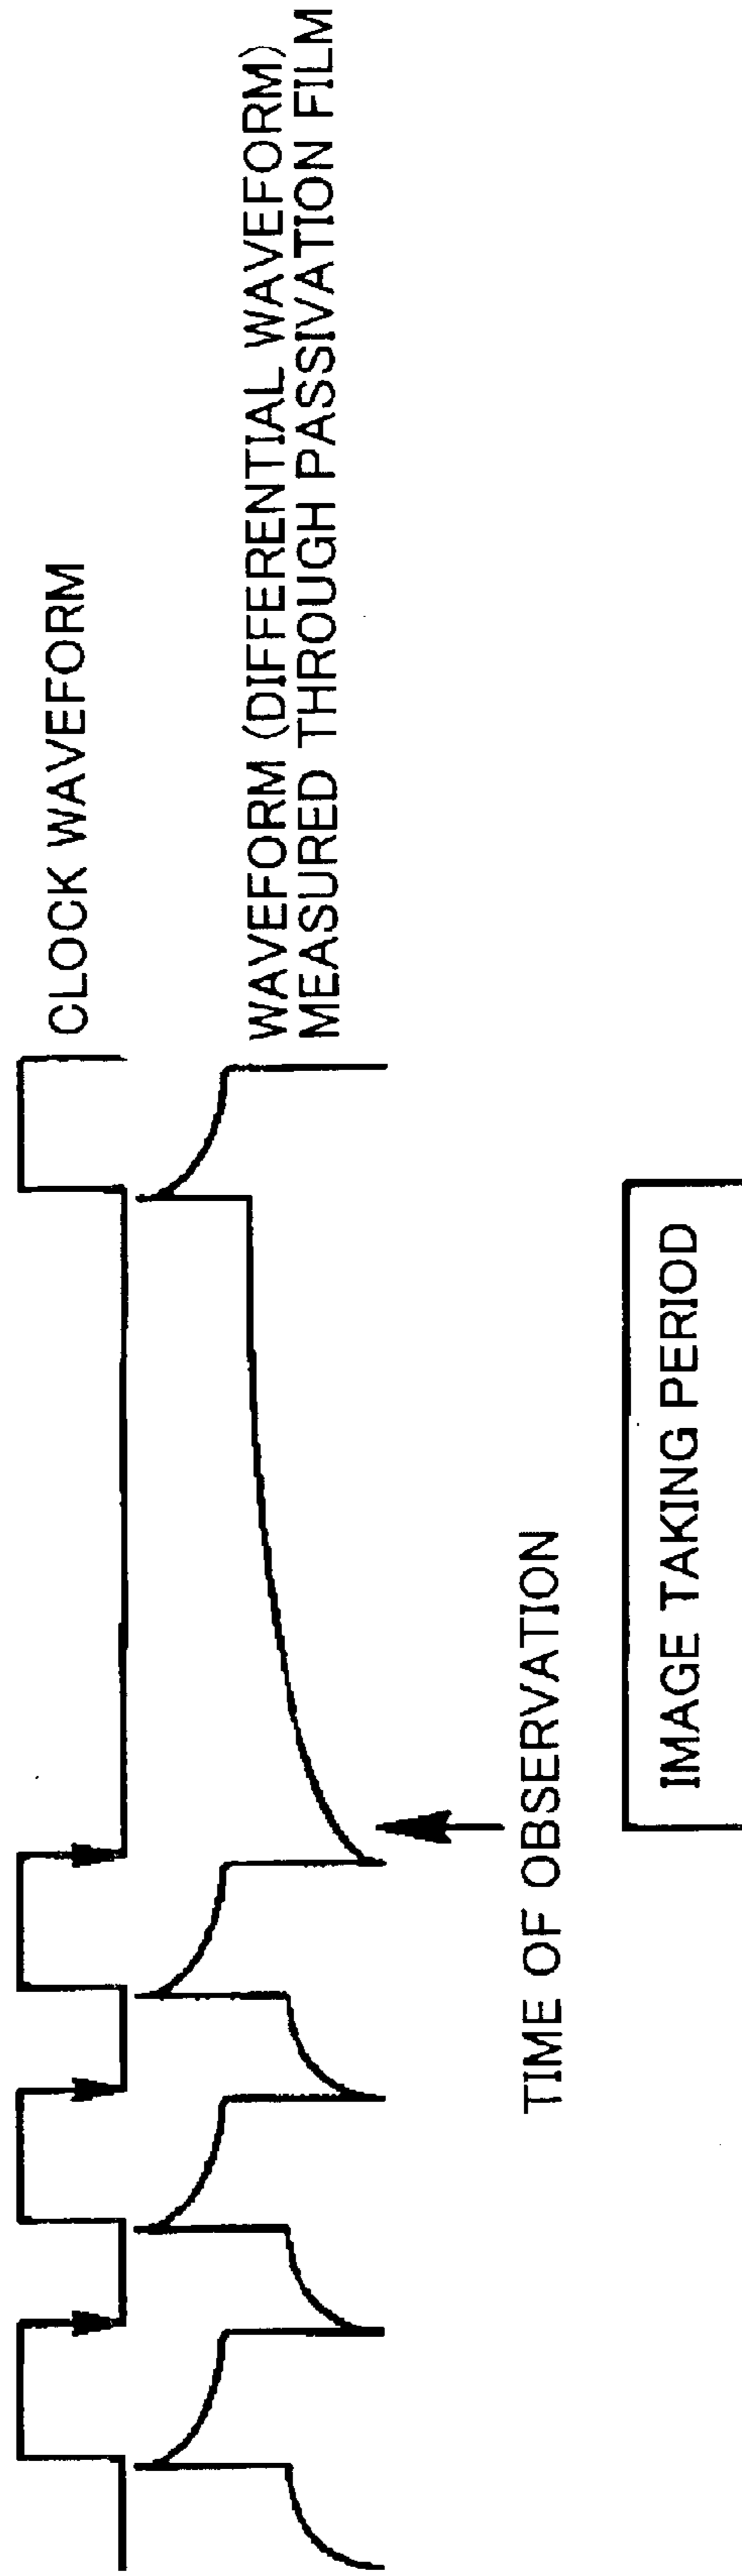 CLOCK WAVEFORM
WAVEFORM (DIFFERENTIAL WAVEFORM)
MEASURED THROUGH PASSIVATION FILM
TIME OF OBSERVATION
IMAGE TAKING PERIOD